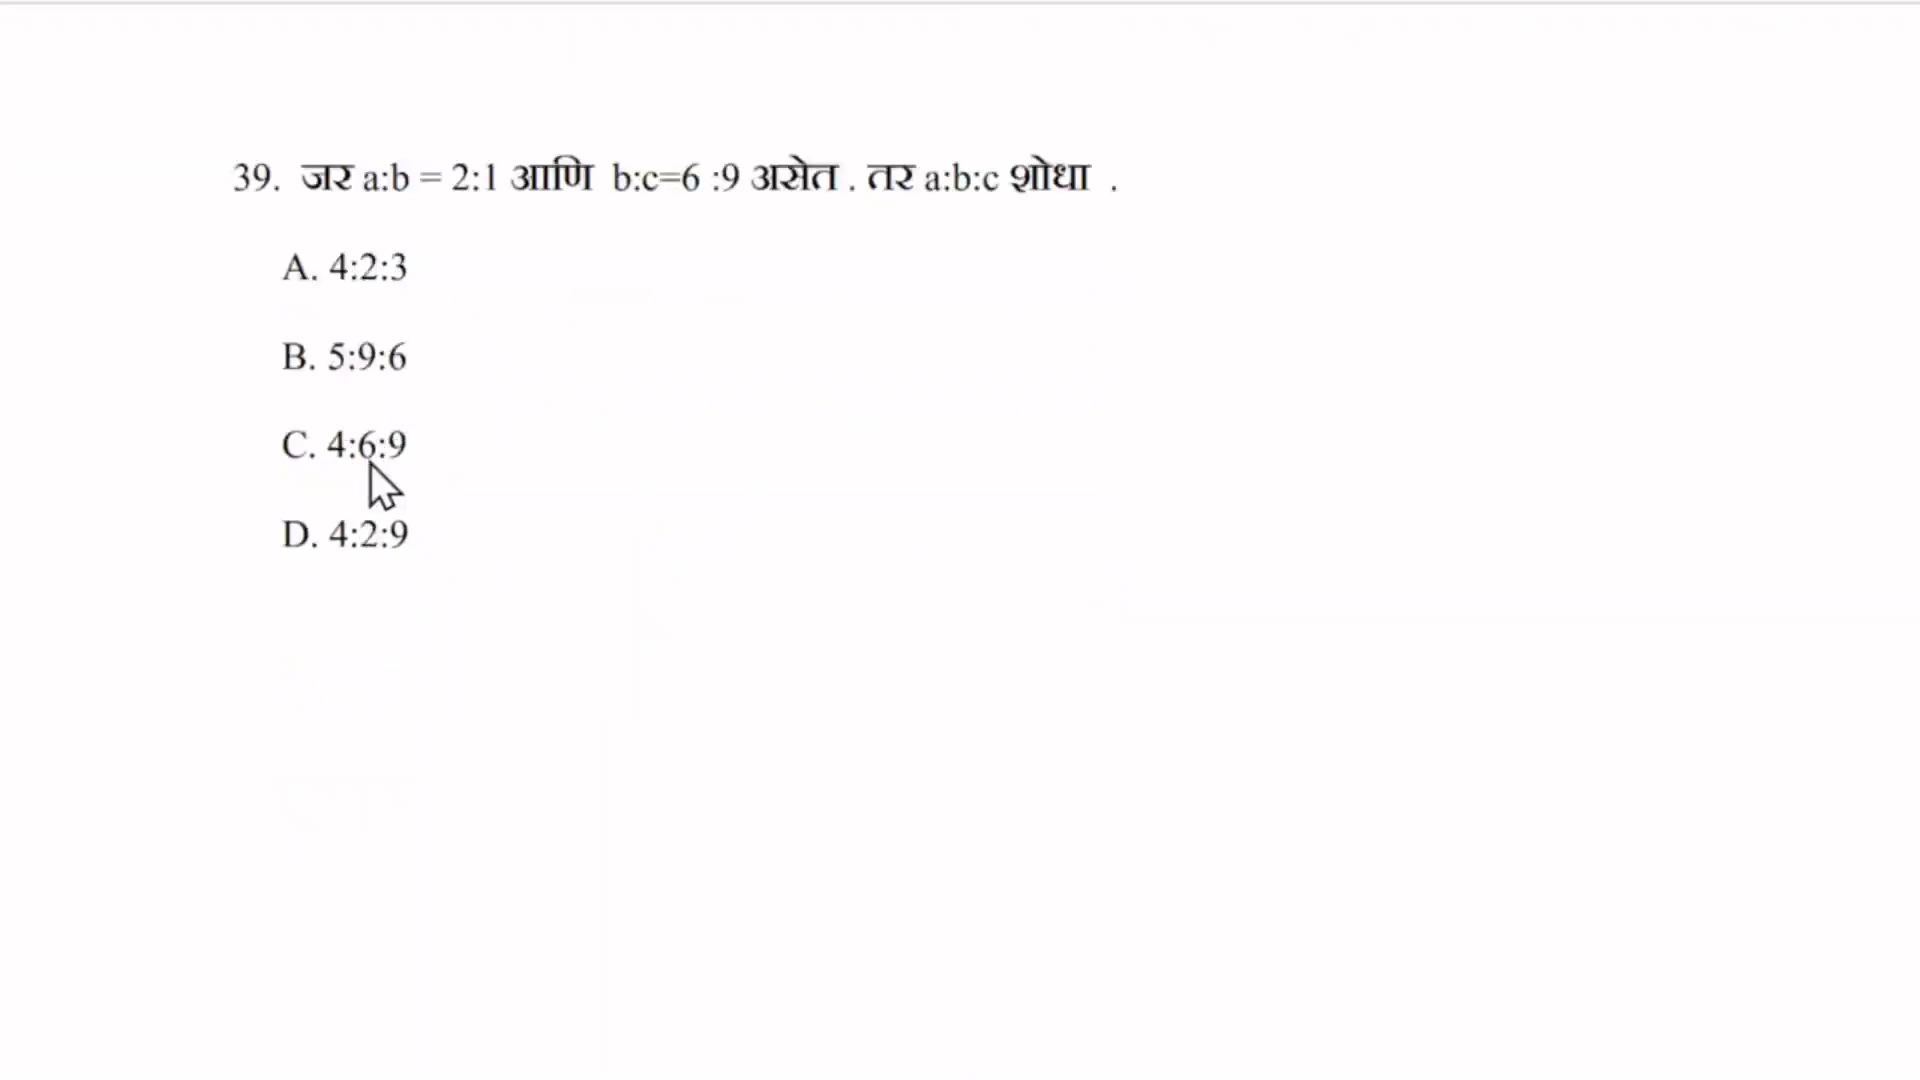 39. जर a:b = 2:1 आणि b:c=6 :9 असेत . तर a:b:c शोधा .
A. 4:2:3
B. 5:9:6
C. 4:6:9
D. 4:2:9